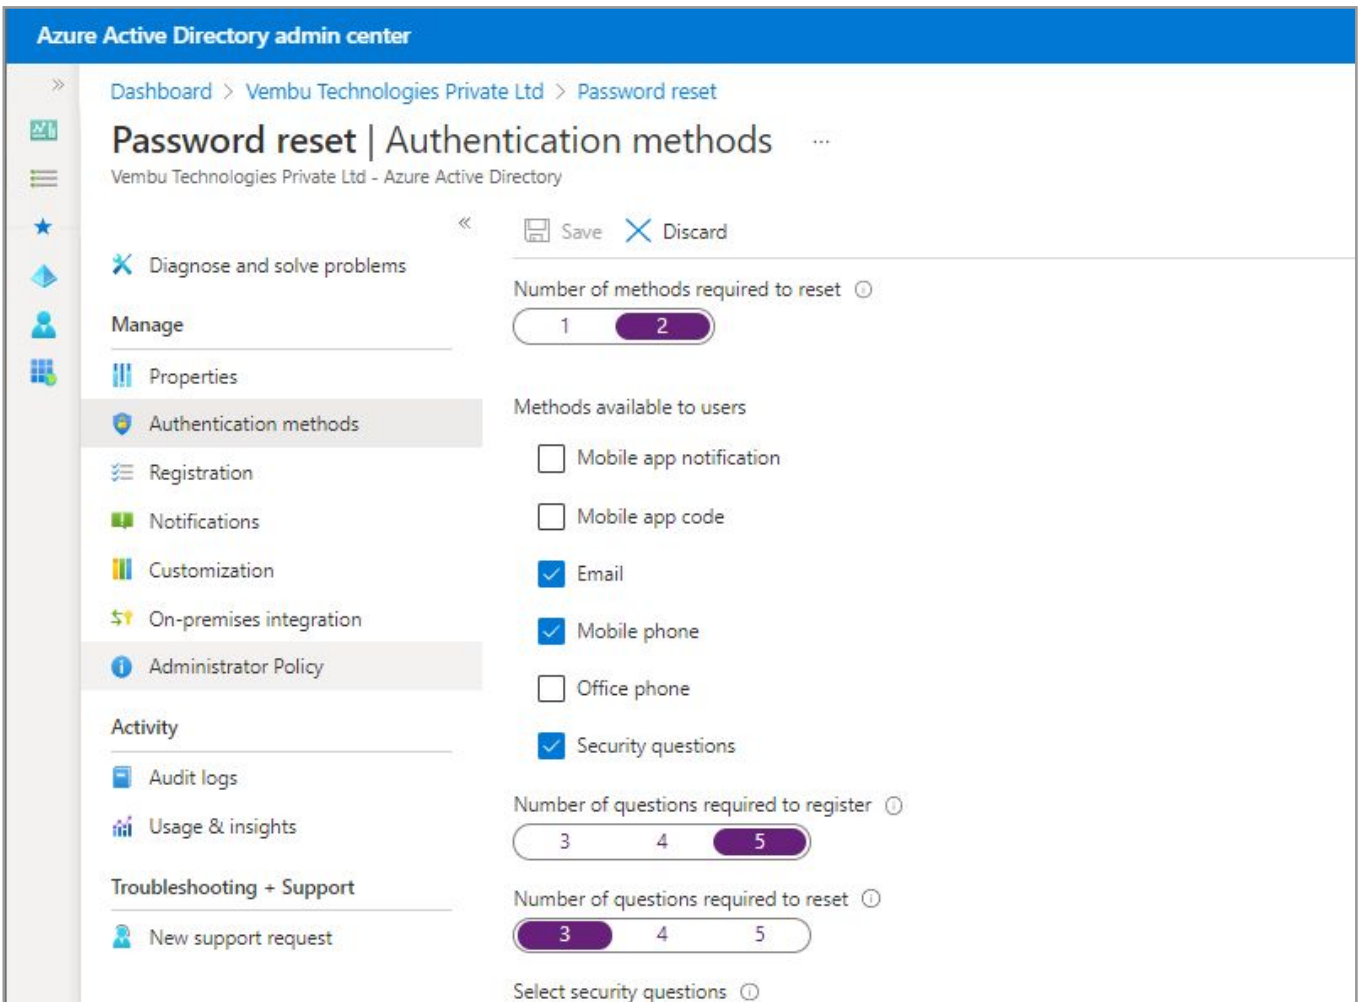 Azure Active Directory admin center
Dashboard > Vembu Technologies Private Ltd > Password reset
Password reset | Authentication methods ...
Vembu Technologies Private Ltd - Azure Active Directory
Save Discard
Diagnose and solve problems
Manage
Properties
Authentication methods
Registration
Notifications
Customization
On-premises integration
Administrator Policy
Activity
Audit logs
Usage & insights
Troubleshooting + Support
New support request
Number of methods required to reset
1 2
Methods available to users
Mobile app notification
Mobile app code
Email
Mobile phone
Office phone
Security questions
Number of questions required to register
3 4 5
Number of questions required to reset
3 4 5
Select security questions